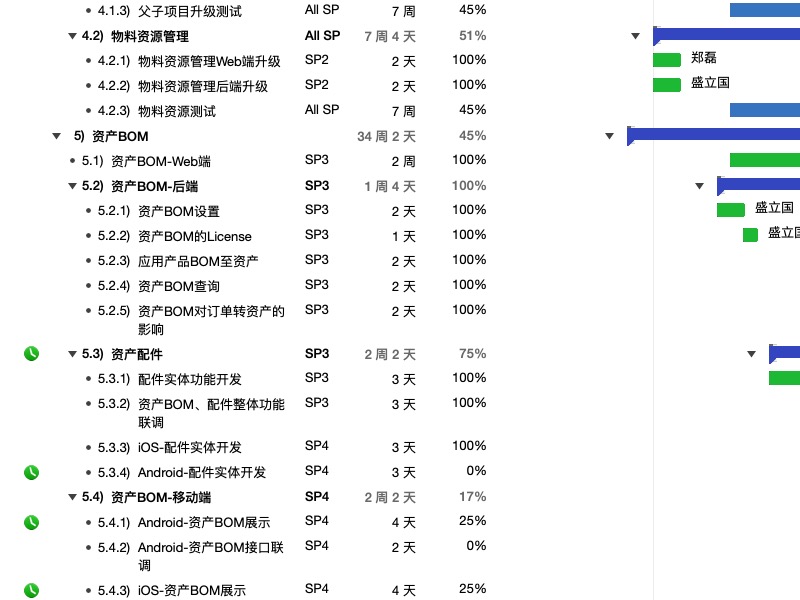 4.1.3) 父子项目升级测试 All SP 7 周 45%
4.2) 物料资源管理 All SP 7 周 4 天 51%
4.2.1) 物料资源管理Web端升级 SP2 2 天 100% 郑磊
4.2.2) 物料资源管理后端升级 SP2 2 天 100% 盛立国
4.2.3) 物料资源测试 All SP 7 周 45%
5) 资产BOM 34 周 2 天 45%
5.1) 资产BOM-Web端 SP3 2 周 100%
5.2) 资产BOM-后端 SP3 1 周 4 天 100%
5.2.1) 资产BOM设置 SP3 2 天 100% 盛立国
5.2.2) 资产BOM的License SP3 1 天 100% 盛立国
5.2.3) 应用产品BOM至资产 SP3 2 天 100%
5.2.4) 资产BOM查询 SP3 2 天 100%
5.2.5) 资产BOM对订单转资产的 SP3 2 天 100%
影响
5.3) 资产配件 SP3 2 周 2 天 75%
5.3.1) 配件实体功能开发 SP3 3 天 100%
5.3.2) 资产BOM、配件整体功能 SP3 3 天 100%
联调
5.3.3) iOS-配件实体开发 SP4 3 天 100%
5.3.4) Android-配件实体开发 SP4 3 天 0%
5.4) 资产BOM-移动端 SP4 2 周 2 天 17%
5.4.1) Android-资产BOM展示 SP4 4 天 25%
5.4.2) Android-资产BOM接口联 SP4 2 天 0%
调
5.4.3) iOS-资产BOM展示 SP4 4 天 25%